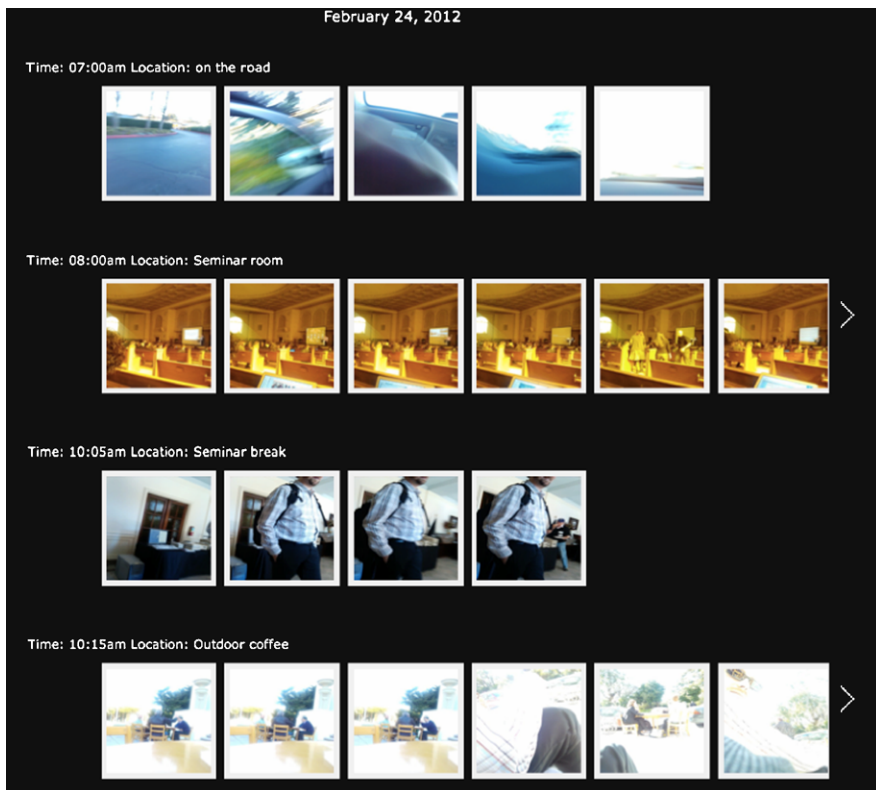 February 24, 2012
Time: 07:00am Location: on the road
Time: 08:00am Location: Seminar room
Time: 10:05am Location: Seminar break
Time: 10:15am Location: Outdoor coffee